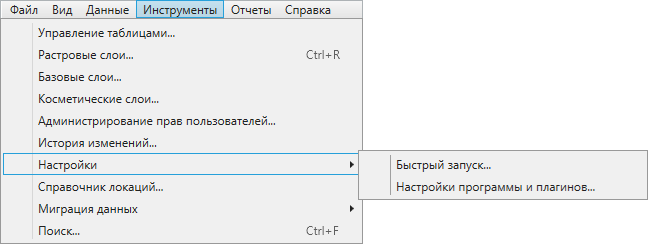 Файл Вид Данные Инструменты Отчеты Справка
Управление таблицами...
Растровые слои... Ctrl+R
Базовые слои...
Косметические слои...
Администрирование прав пользователей...
История изменений...
Настройки
Быстрый запуск...
Настройки программы и плагинов...
Справочник локаций...
Миграция данных
Поиск... Ctrl+F